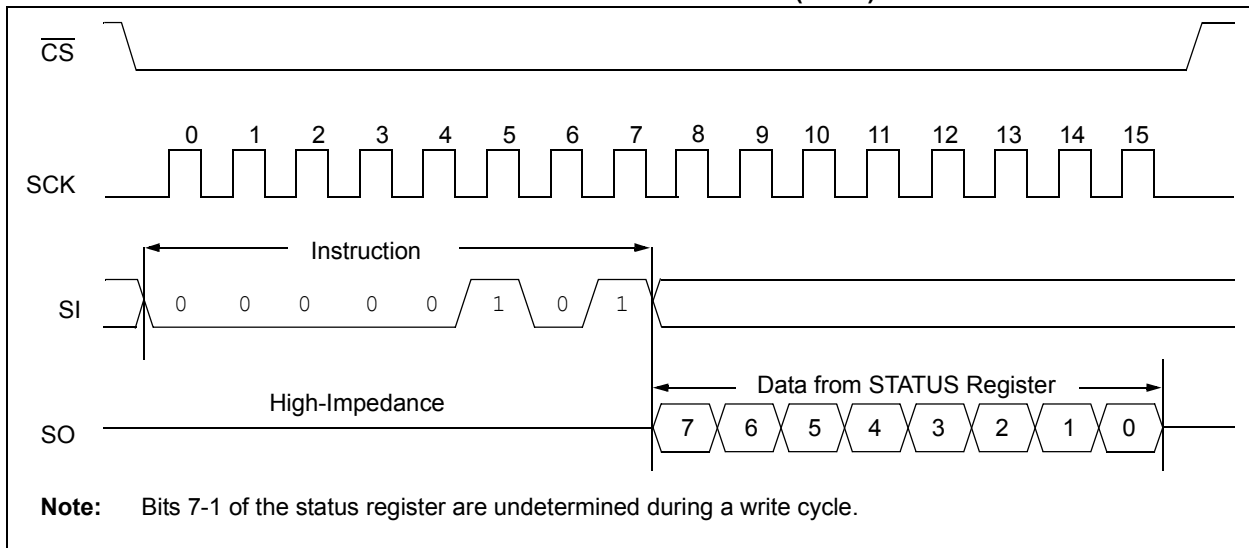 CS
0 1 2 3 4 5 6 7 8 9 10 11 12 13 14 15
SCK
Instruction
SI 0 0 0 0 0 1 0 1
Data from STATUS Register
High-Impedance
SO 7 6 5 4 3 2 1 0
Note: Bits 7-1 of the status register are undetermined during a write cycle.